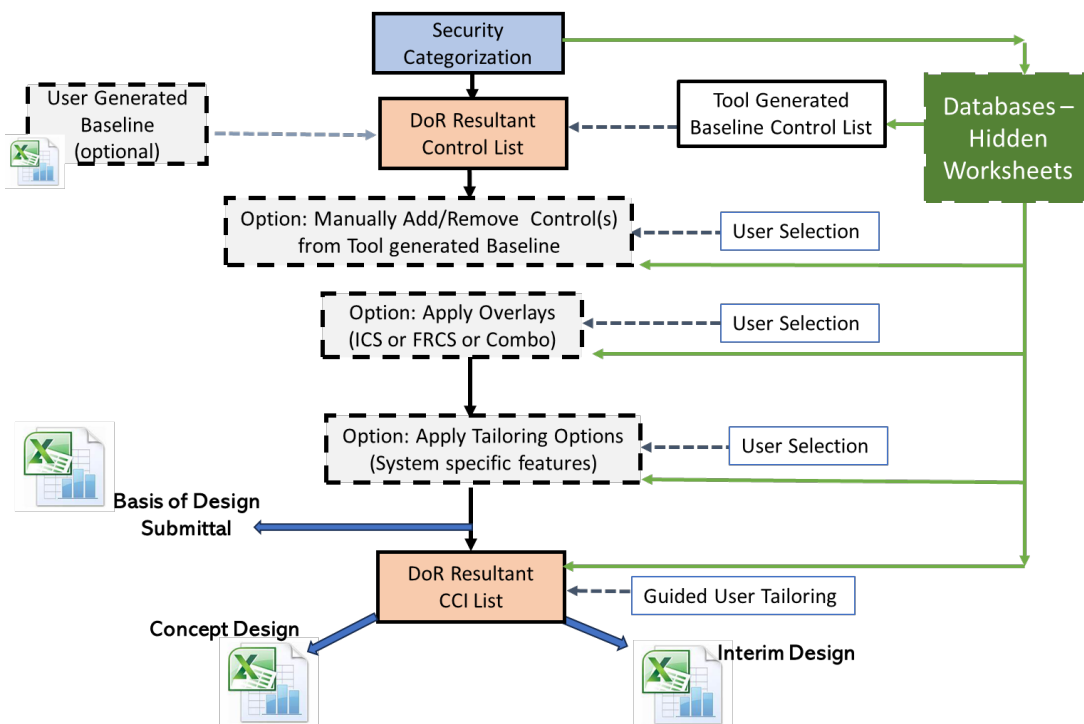 Security
Categorization
User Generated
Baseline
(optional)
DoR Resultant
Control List
Tool Generated
Baseline Control List
Databases –
Hidden
Worksheets
Option: Manually Add/Remove Control(s)
from Tool generated Baseline
User Selection
Option: Apply Overlays
(ICS or FRCS or Combo)
User Selection
Option: Apply Tailoring Options
(System specific features)
User Selection
Basis of Design
Submittal
DoR Resultant
CCI List
Guided User Tailoring
Concept Design
Interim Design